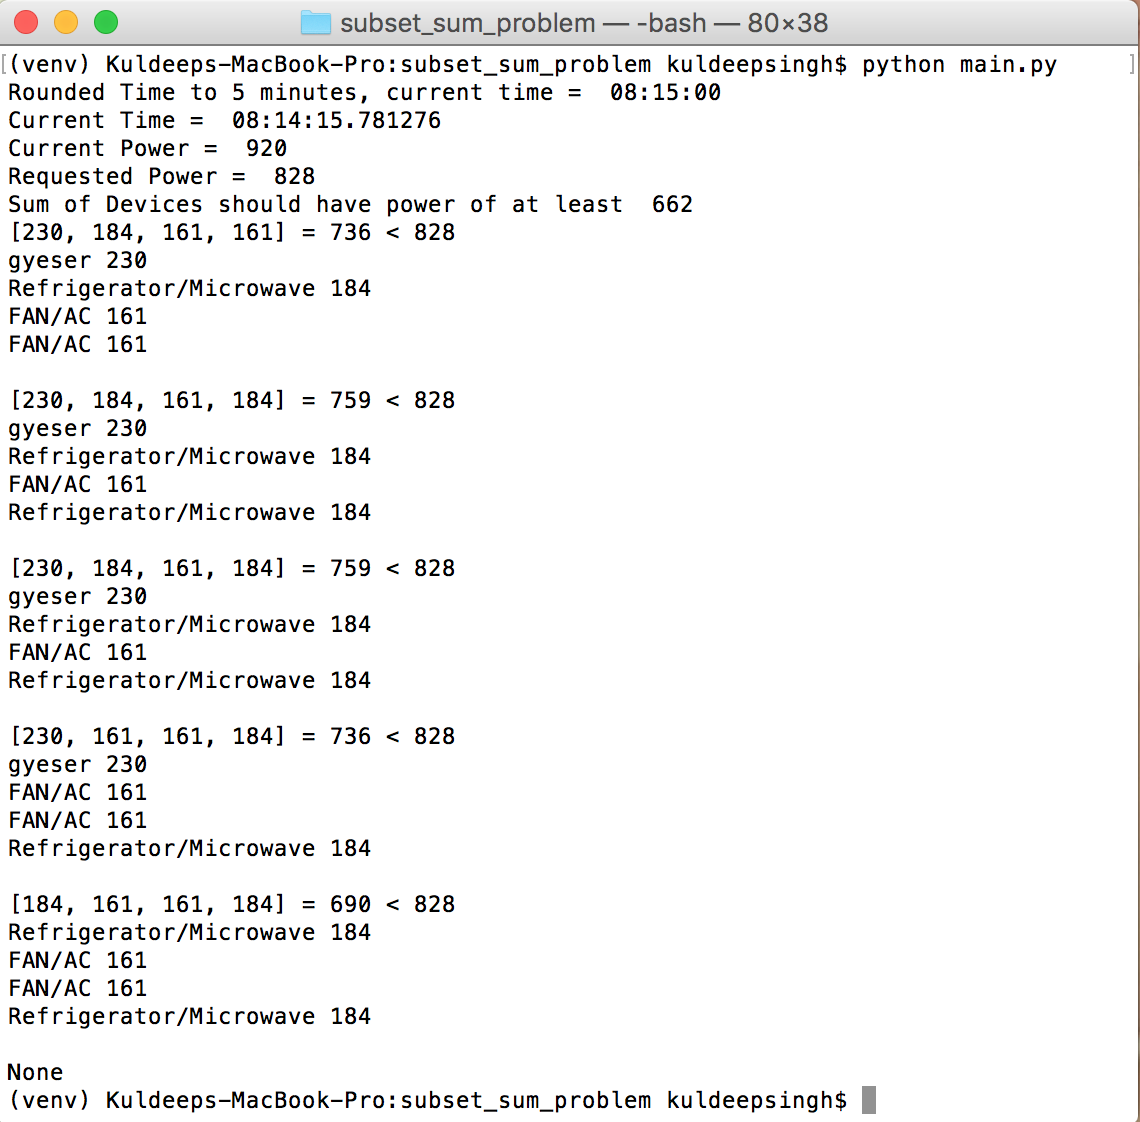 subset_sum_problem — -bash — 80×38
[(venv) Kuldeeps-MacBook-Pro:subset_sum_problem kuldeepsingh$ python main.py ]
Rounded Time to 5 minutes, current time =  08:15:00
Current Time =  08:14:15.781276
Current Power =  920
Requested Power =  828
Sum of Devices should have power of at least  662
[230, 184, 161, 161] = 736 < 828
gyeser 230
Refrigerator/Microwave 184
FAN/AC 161
FAN/AC 161

[230, 184, 161, 184] = 759 < 828
gyeser 230
Refrigerator/Microwave 184
FAN/AC 161
Refrigerator/Microwave 184

[230, 184, 161, 184] = 759 < 828
gyeser 230
Refrigerator/Microwave 184
FAN/AC 161
Refrigerator/Microwave 184

[230, 161, 161, 184] = 736 < 828
gyeser 230
FAN/AC 161
FAN/AC 161
Refrigerator/Microwave 184

[184, 161, 161, 184] = 690 < 828
Refrigerator/Microwave 184
FAN/AC 161
FAN/AC 161
Refrigerator/Microwave 184

None
(venv) Kuldeeps-MacBook-Pro:subset_sum_problem kuldeepsingh$